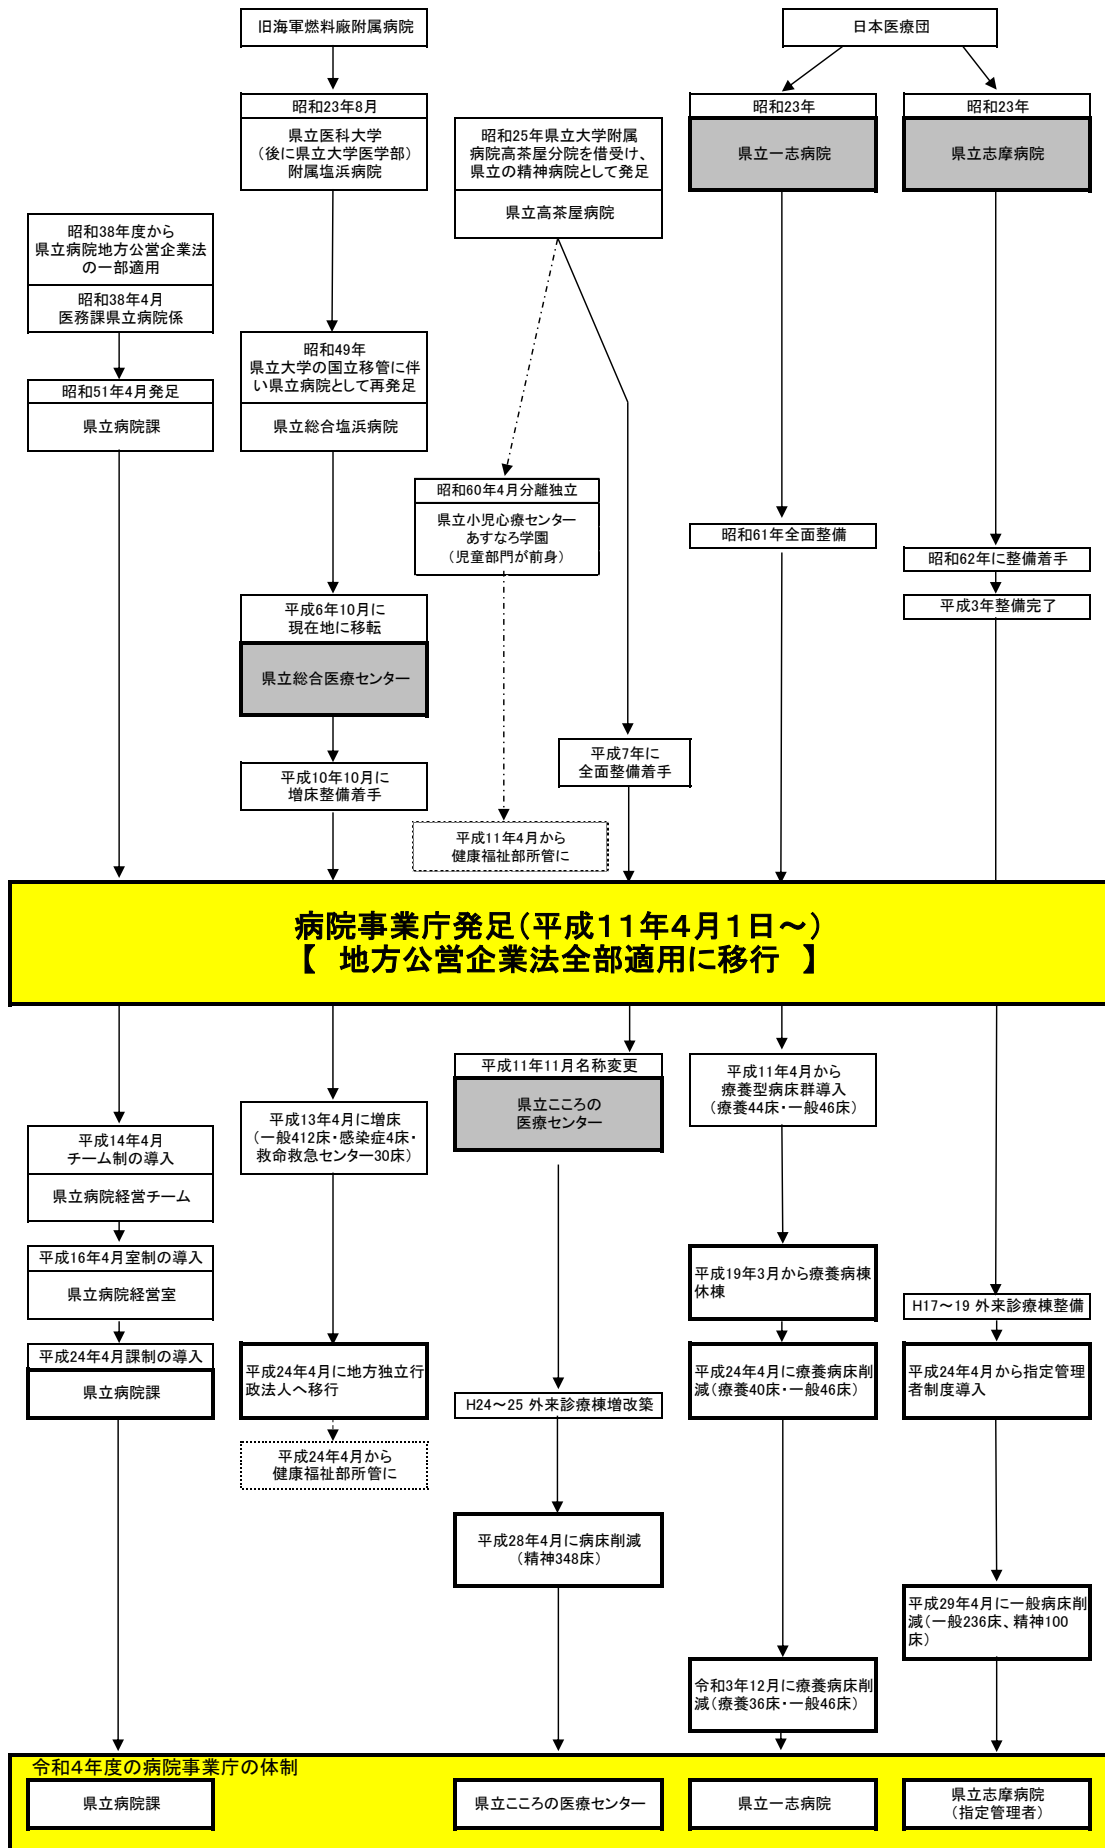 旧海軍燃料廠附属病院
日本医療団
昭和23年8月
県立医科大学
（後に県立大学医学部）
附属塩浜病院
昭和25年県立大学附属
病院高茶屋分院を借受け、
県立の精神病院として発足
県立高茶屋病院
昭和23年
県立一志病院
昭和23年
県立志摩病院
昭和38年度から
県立病院地方公営企業法
の一部適用
昭和38年4月
医務課県立病院係
昭和49年
県立大学の国立移管に伴
い県立病院として再発足
県立総合塩浜病院
昭和51年4月発足
県立病院課
昭和60年4月分離独立
県立小児心療センター
あすなろ学園
（児童部門が前身）
昭和61年全面整備
昭和62年に整備着手
平成3年整備完了
平成6年10月に
現在地に移転
県立総合医療センター
平成7年に
全面整備着手
平成10年10月に
増床整備着手
平成11年4月から
健康福祉部所管に
病院事業庁発足（平成１１年４月１日～）
【　地方公営企業法全部適用に移行　】
平成11年11月名称変更
県立こころの
医療センター
平成11年4月から
療養型病床群導入
（療養44床・一般46床）
平成13年4月に増床
（一般412床・感染症4床・
救命救急センター30床）
平成14年4月
チーム制の導入
県立病院経営チーム
平成16年4月室制の導入
県立病院経営室
平成19年3月から療養病棟
休棟
H17～19 外来診療棟整備
平成24年4月課制の導入
県立病院課
平成24年4月に地方独立行
政法人へ移行
平成24年4月から
健康福祉部所管に
H24～25 外来診療棟増改築
平成24年4月に療養病床削
減（療養40床・一般46床）
平成24年4月から指定管理
者制度導入
平成28年4月に病床削減
（精神348床）
平成29年4月に一般病床削
減（一般236床、精神100
床）
令和3年12月に療養病床削
減（療養36床・一般46床）
令和４年度の病院事業庁の体制
県立病院課
県立こころの医療センター
県立一志病院
県立志摩病院
（指定管理者）